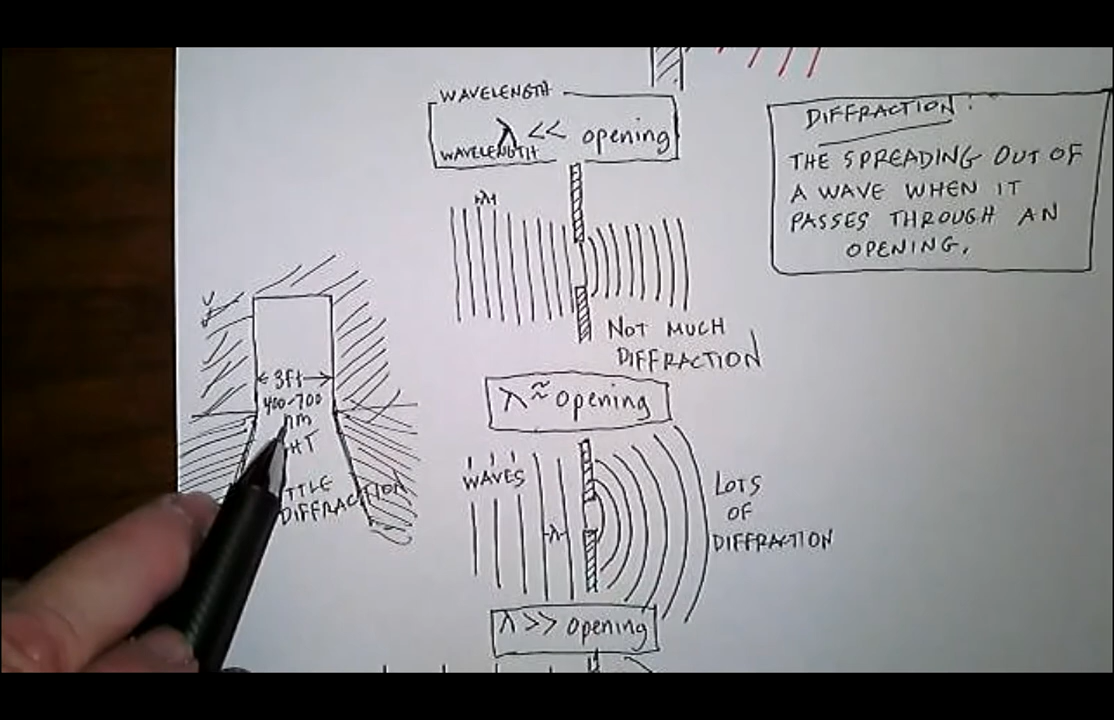 WAVELENGTH
λ << opening
WAVELENGTH
λ
NOT MUCH
DIFFRACTION
DIFFRACTION:
THE SPREADING OUT OF
A WAVE WHEN IT
PASSES THROUGH AN
OPENING.
3ft
400-700
nm
DIFFRACTION
λ ≈ opening
WAVES
λ
LOTS
OF
DIFFRACTION
λ >> opening